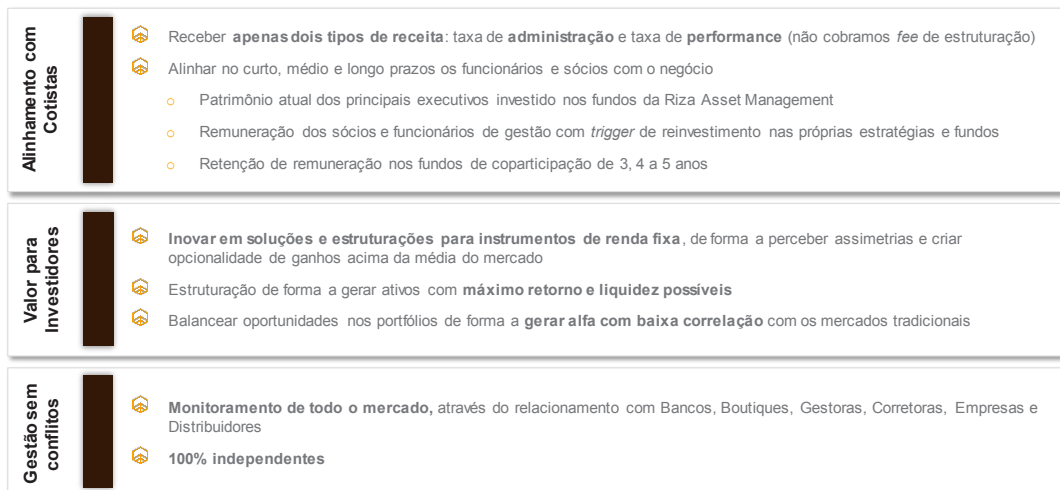 Alinhamento com
Cotistas
Receber apenas dois tipos de receita: taxa de administração e taxa de performance (não cobramos fee de estruturação)
Alinhar no curto, médio e longo prazos os funcionários e sócios com o negócio
Patrimônio atual dos principais executivos investido nos fundos da Riza Asset Management
Remuneração dos sócios e funcionários de gestão com trigger de reinvestimento nas próprias estratégias e fundos
Retenção de remuneração nos fundos de coparticipação de 3, 4 a 5 anos
Valor para
Investidores
Inovar em soluções e estruturações para instrumentos de renda fixa, de forma a perceber assimetrias e criar
opcionalidade de ganhos acima da média do mercado
Estruturação de forma a gerar ativos com máximo retorno e liquidez possíveis
Balancear oportunidades nos portfólios de forma a gerar alfa com baixa correlação com os mercados tradicionais
Gestão sem
conflitos
Monitoramento de todo o mercado, através do relacionamento com Bancos, Boutiques, Gestoras, Corretoras, Empresas e
Distribuidores
100% independentes